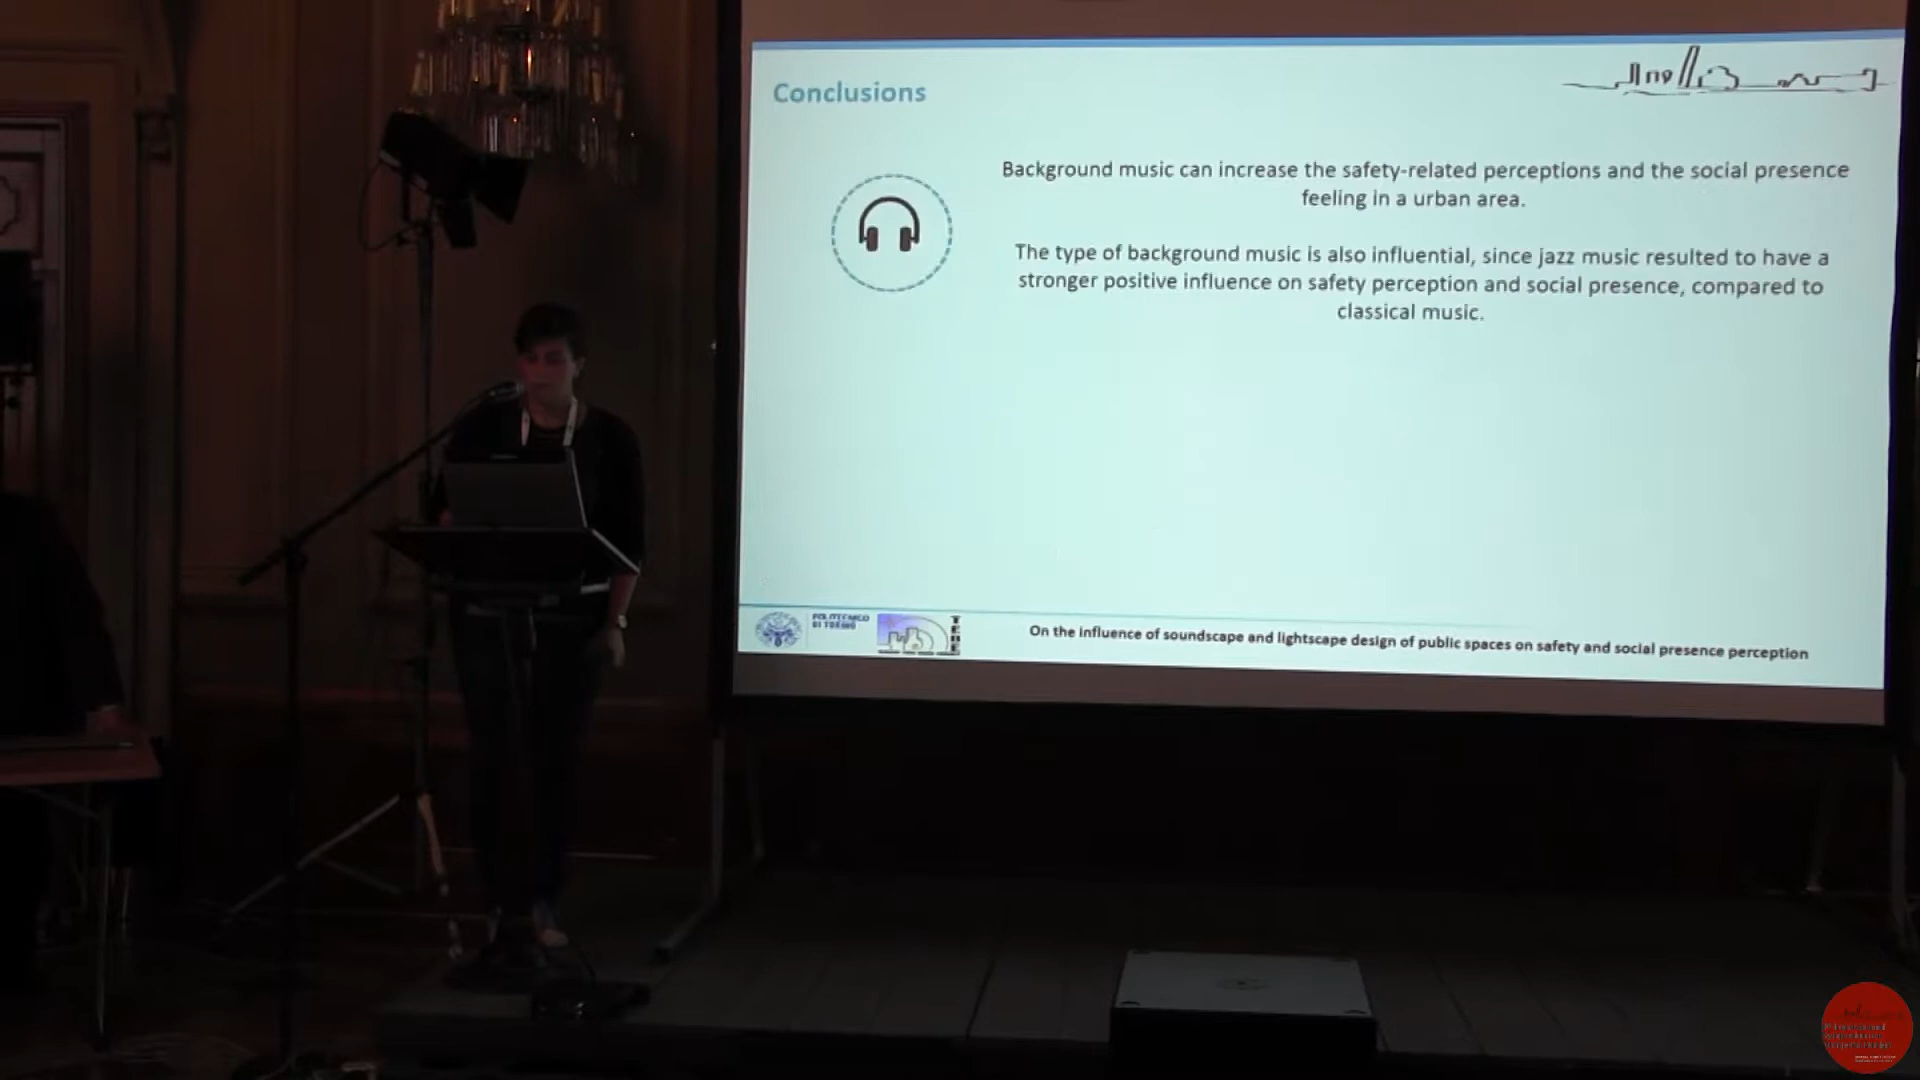 Conclusions
Background music can increase the safety-related perceptions and the social presence
feeling in a urban area.
The type of background music is also influential, since jazz music resulted to have a
stronger positive influence on safety perception and social presence, compared to
classical music.
POLITECNICO
DI TORINO
TEBE
On the influence of soundscape and lightscape design of public spaces on safety and social presence perception